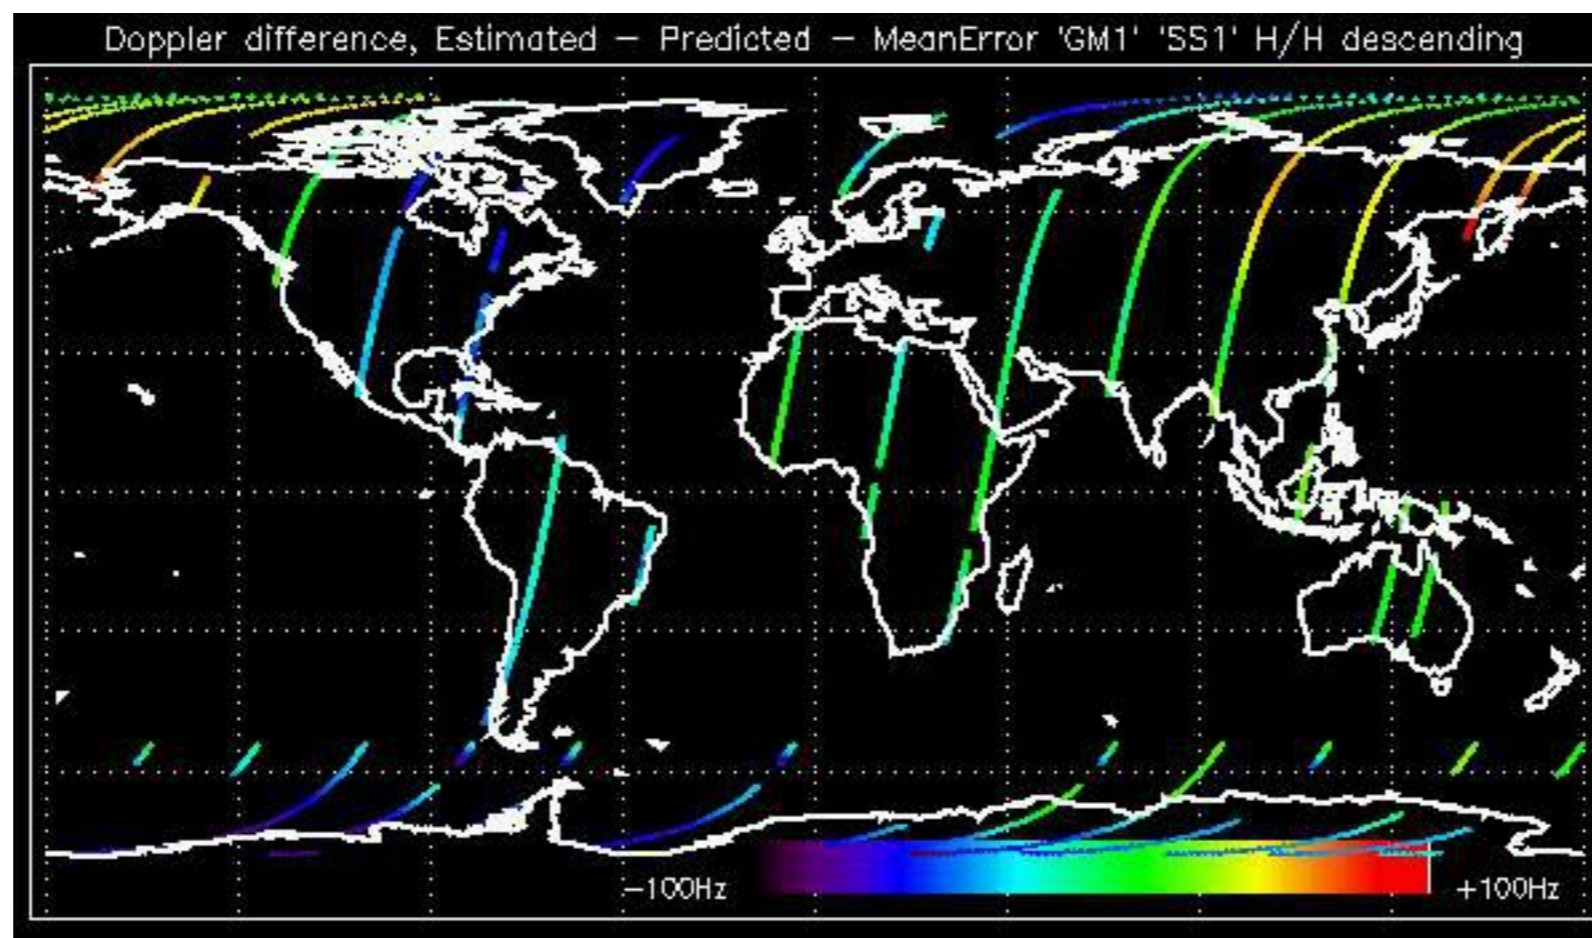 Doppler difference, Estimated - Predicted - MeanError 'GM1' 'SS1' H/H descending
-100Hz
+100Hz